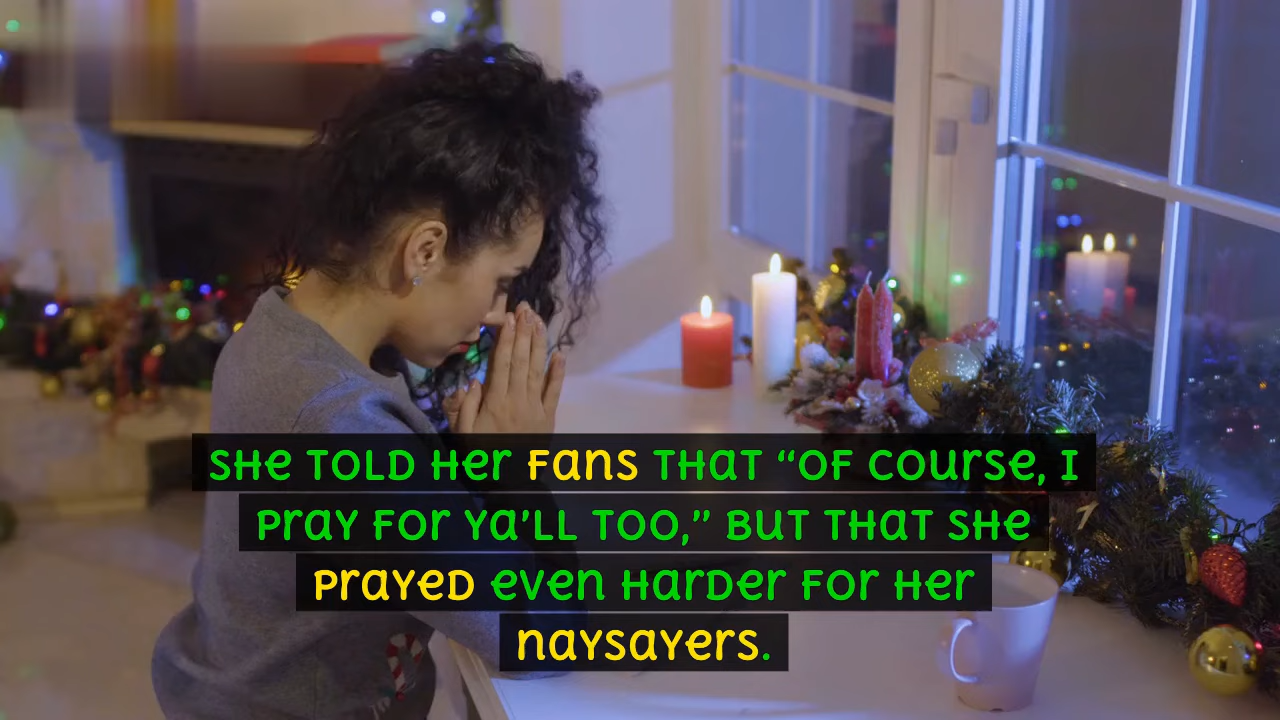 She told her fans that “Of course, I
pray for ya’ll too,” but that she
prayed even harder for her
naysayers.